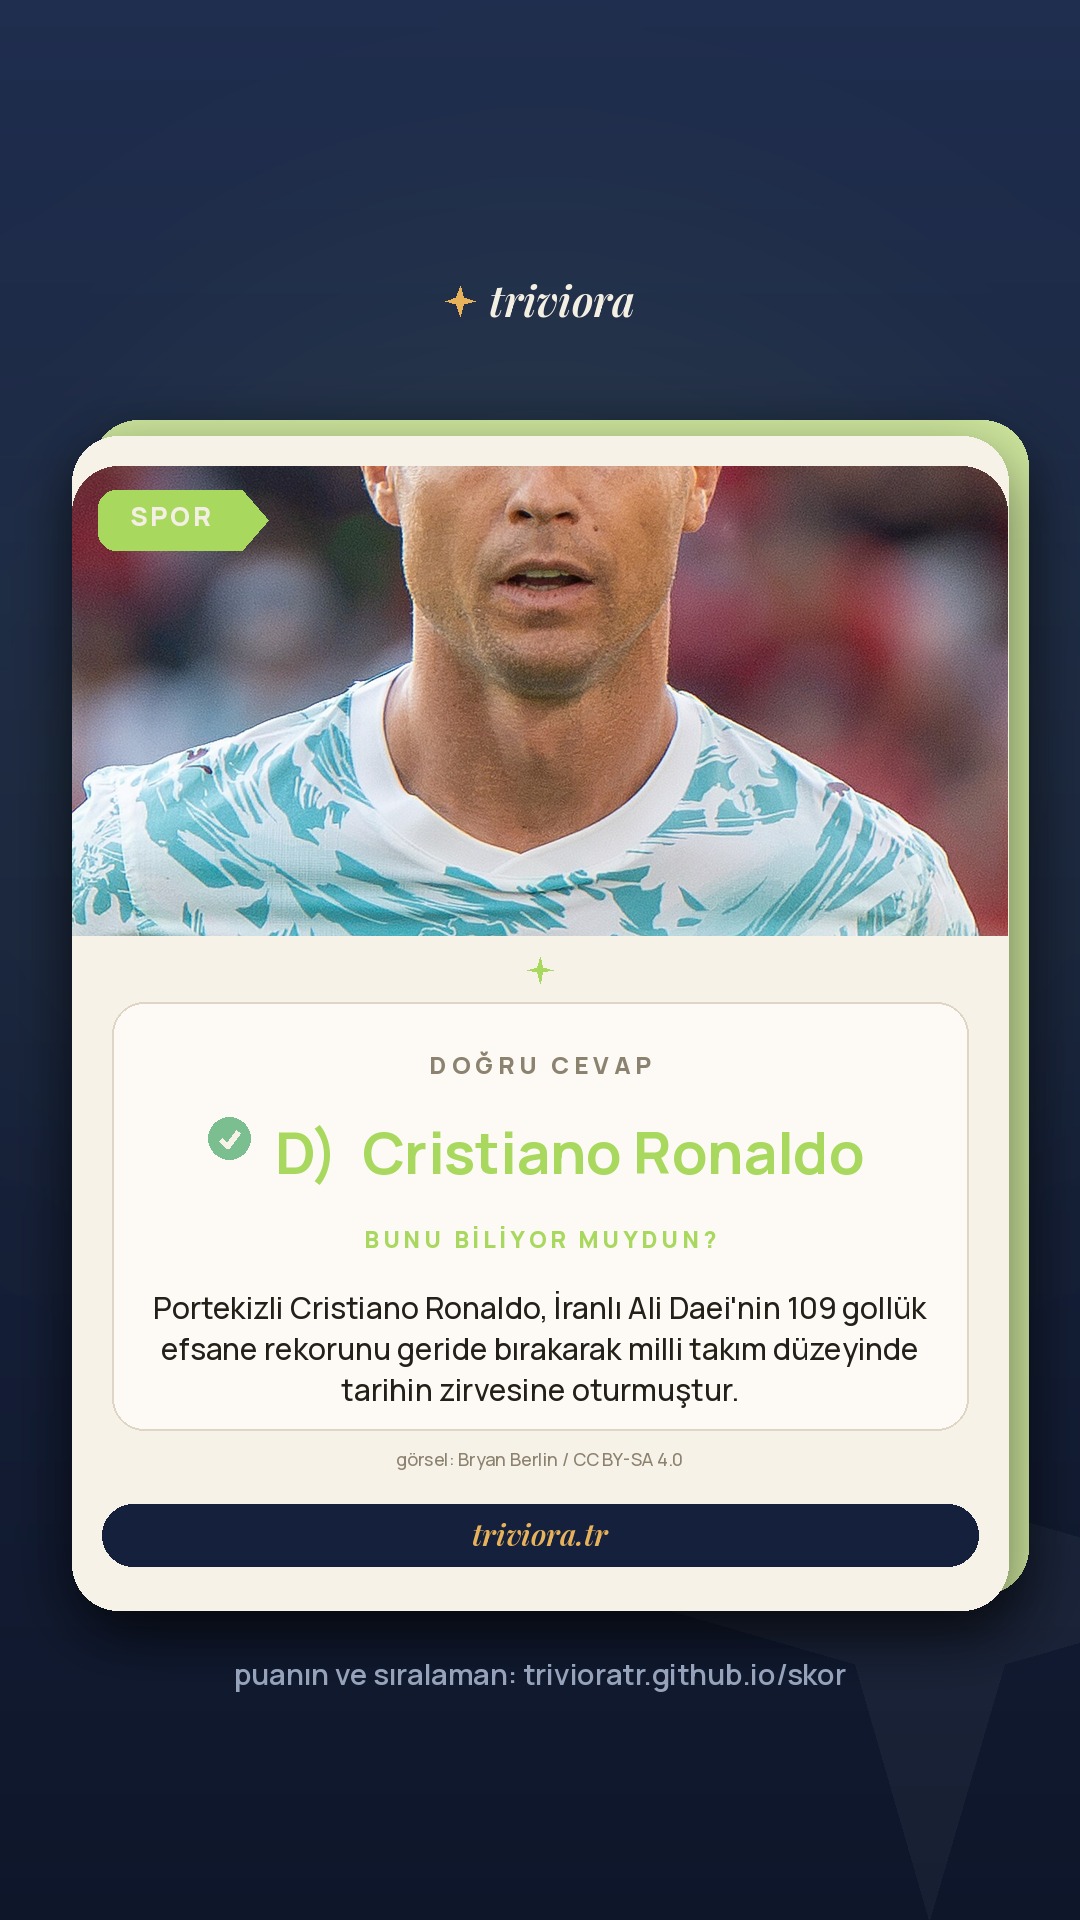 triviora
SPOR
DOĞRU CEVAP
D) Cristiano Ronaldo
BUNU BİLİYOR MUYDUN?
Portekizli Cristiano Ronaldo, İranlı Ali Daei'nin 109 gollük
efsane rekorunu geride bırakarak milli takım düzeyinde
tarihin zirvesine oturmuştur.
görsel: Bryan Berlin / CC BY-SA 4.0
triviora.tr
puanın ve sıralaman: trivioratr.github.io/skor